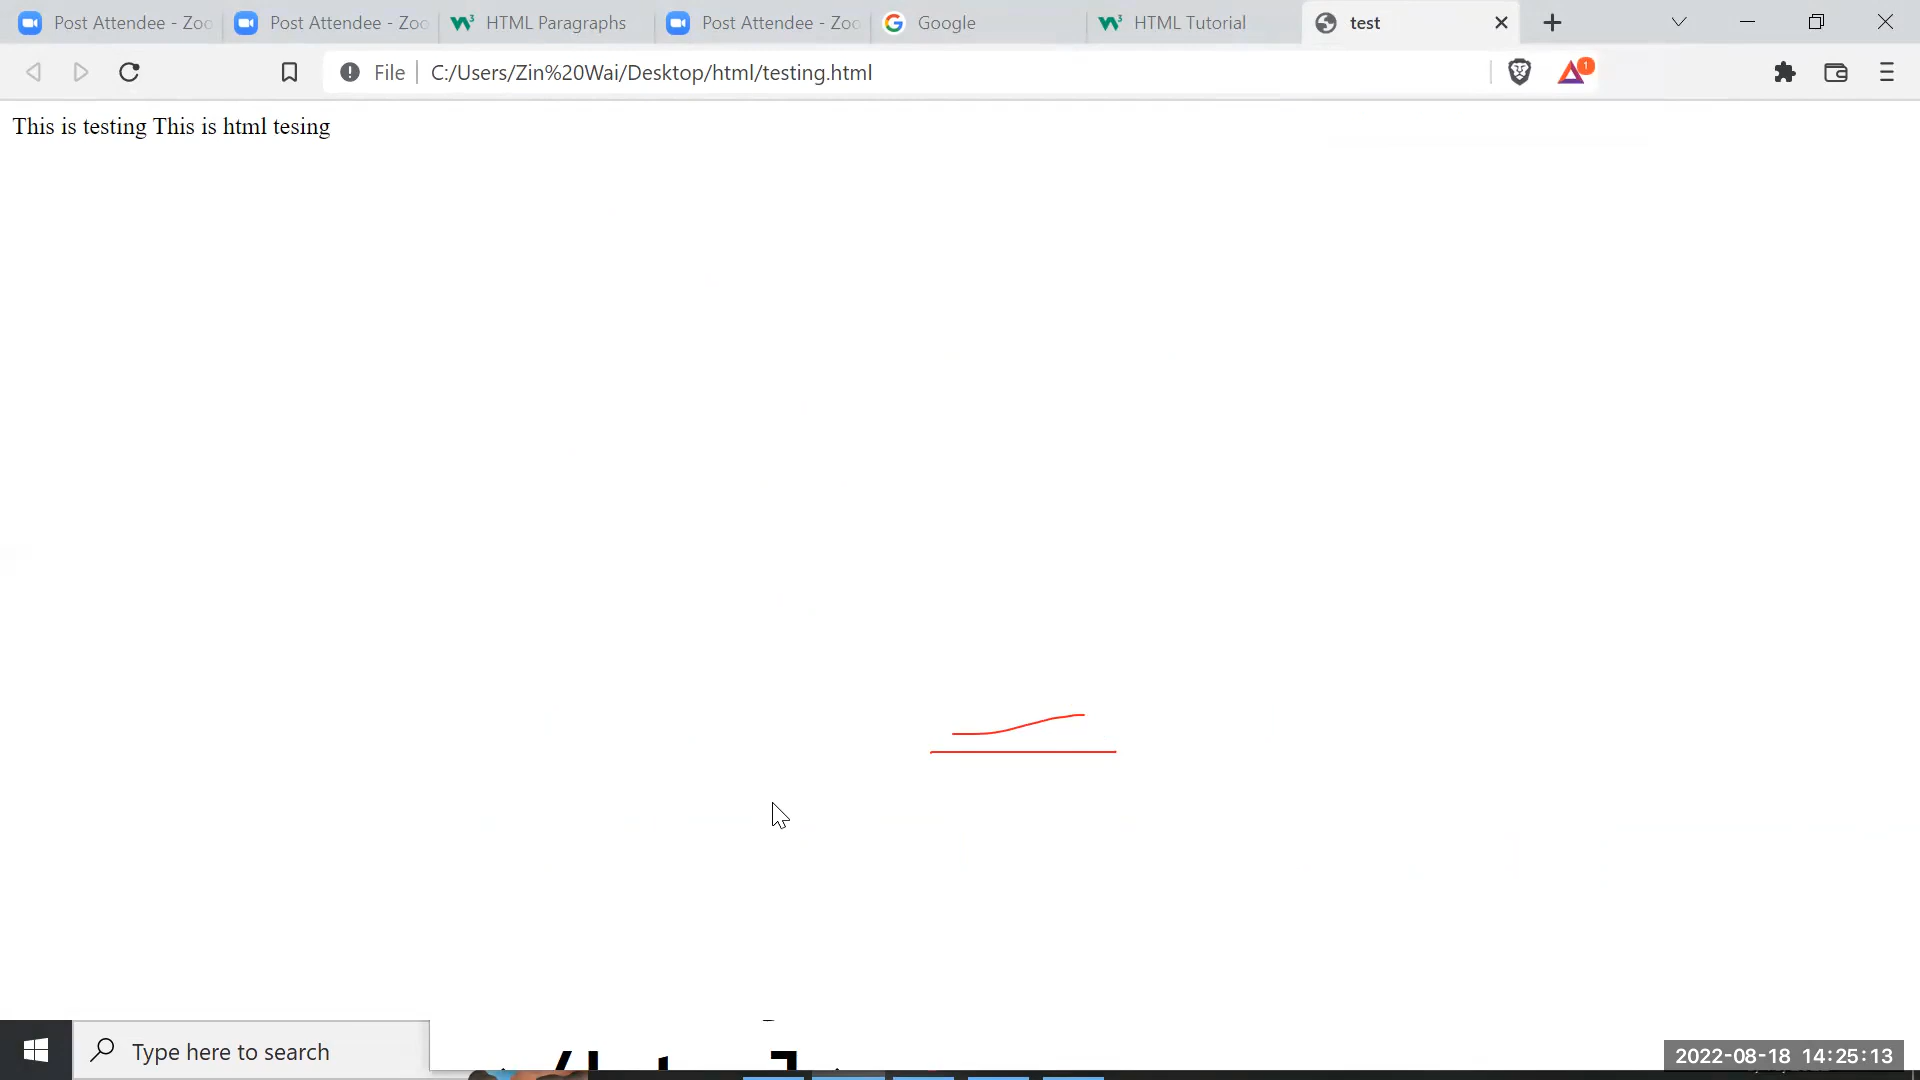 Post Attendee - Zoo
Post Attendee - Zoo
HTML Paragraphs
Post Attendee - Zoo
Google
HTML Tutorial
test
File
C:/Users/Zin%20Wai/Desktop/html/testing.html
1
This is testing This is html tesing
Type here to search
2022-08-18 14:25:13